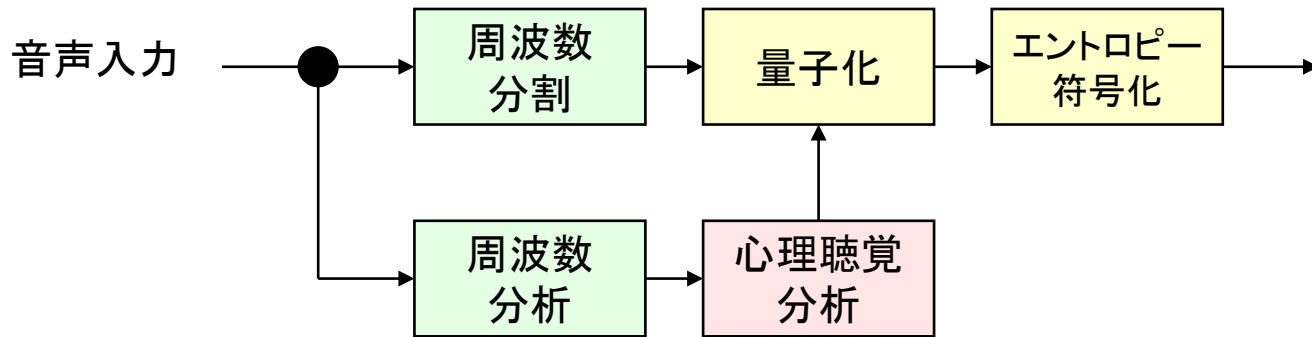 音声入力
周波数
分割
量子化
エントロピー
符号化
周波数
分析
心理聴覚
分析